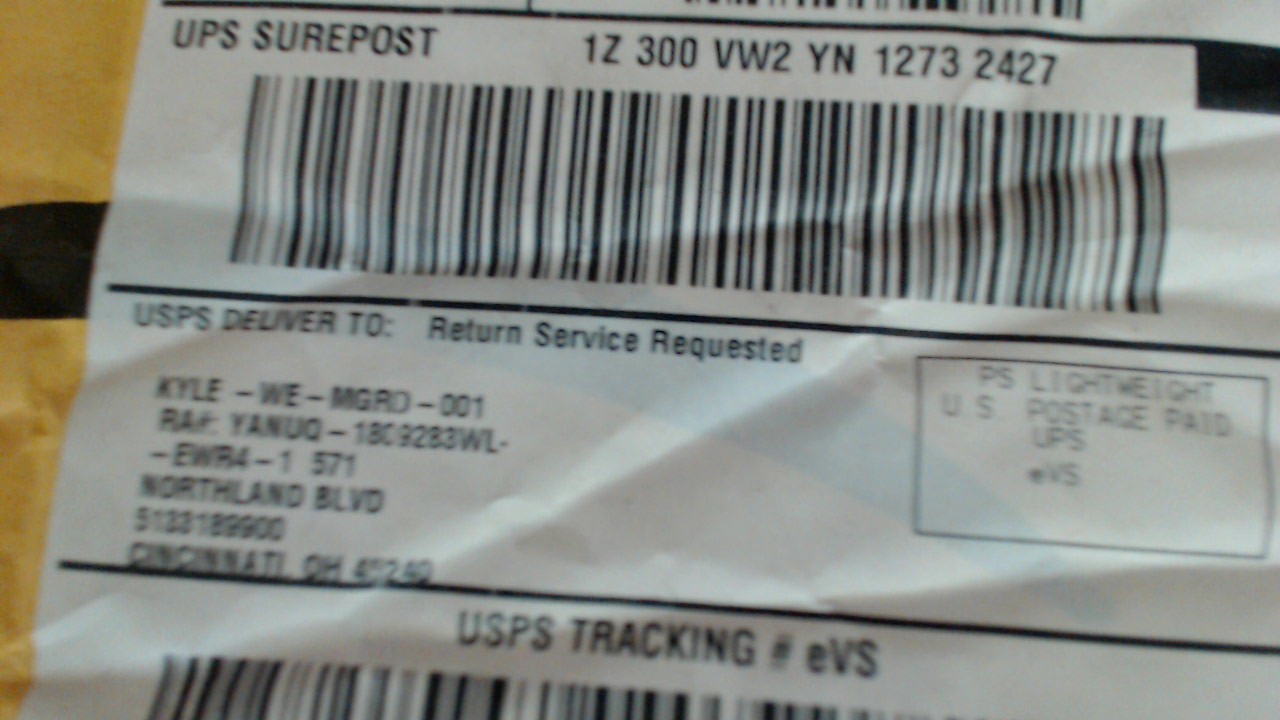 UPS SUREPOST
1Z 300 VW2 YN 1273 2427
USPS DELIVER TO: Return Service Requested
KYLE -WE-MGRD-001
RA#: YANUQ-1809283WL-
-EWR4-1 571
NORTHLAND BLVD
5133189900
CINCINNATI OH 45240
PS LIGHTWEIGHT
U.S. POSTAGE PAID
UPS
eVS
USPS TRACKING # eVS